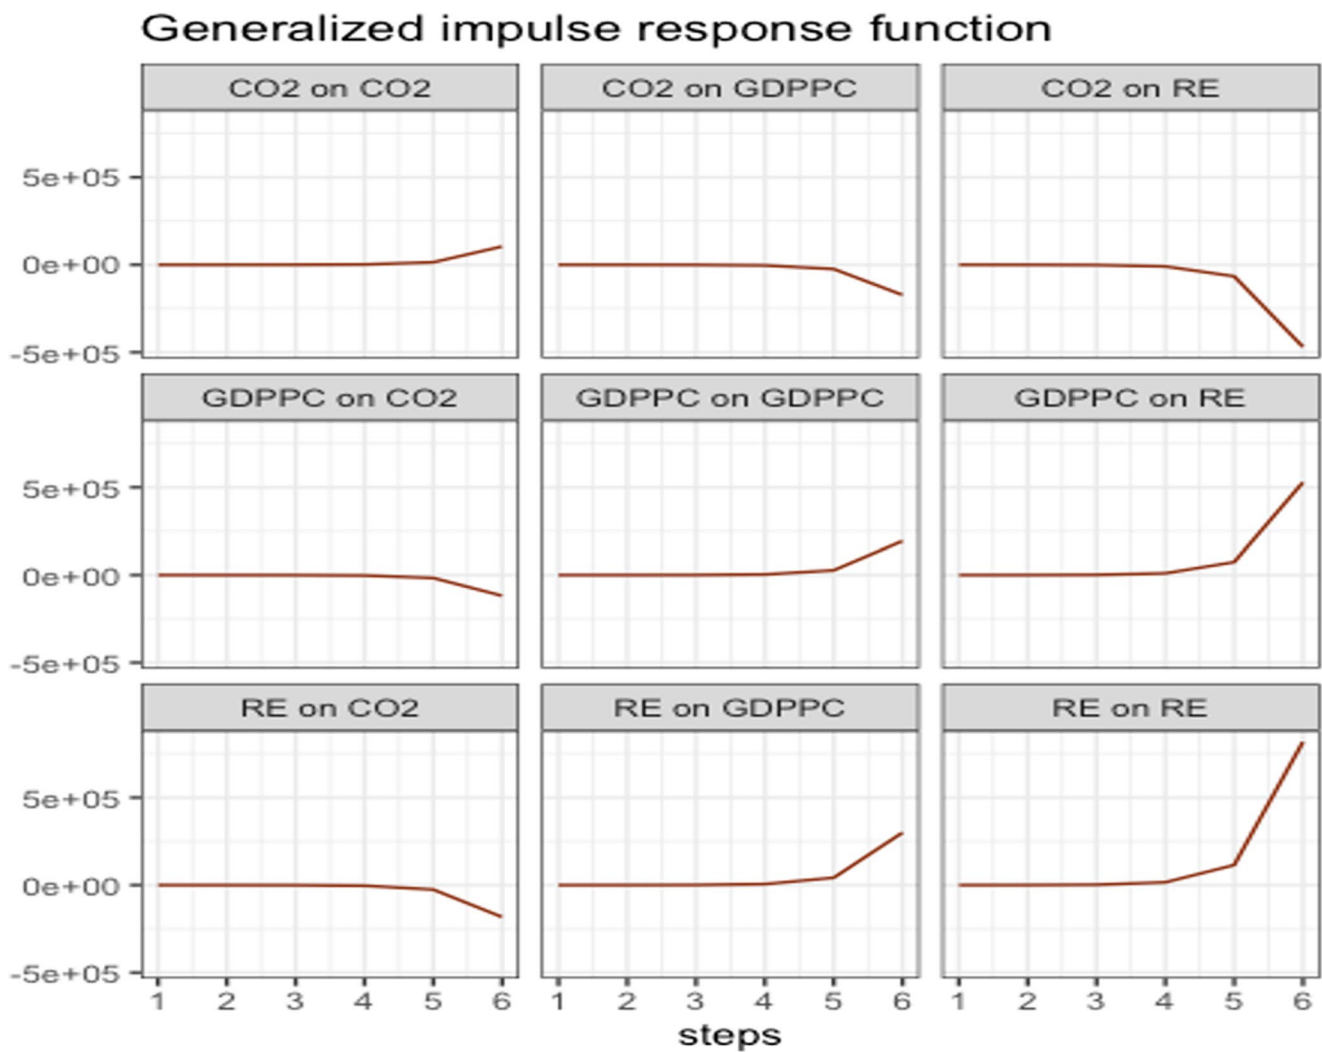 Generalized impulse response function
CO2 on CO2 CO2 on GDPPC CO2 on RE
5e+05
0e+00
-5e+05
GDPPC on CO2 GDPPC on GDPPC GDPPC on RE
5e+05
0e+00
-5e+05
RE on CO2 RE on GDPPC RE on RE
5e+05
0e+00
-5e+05
1 2 3 4 5 6 1 2 3 4 5 6 1 2 3 4 5 6
steps